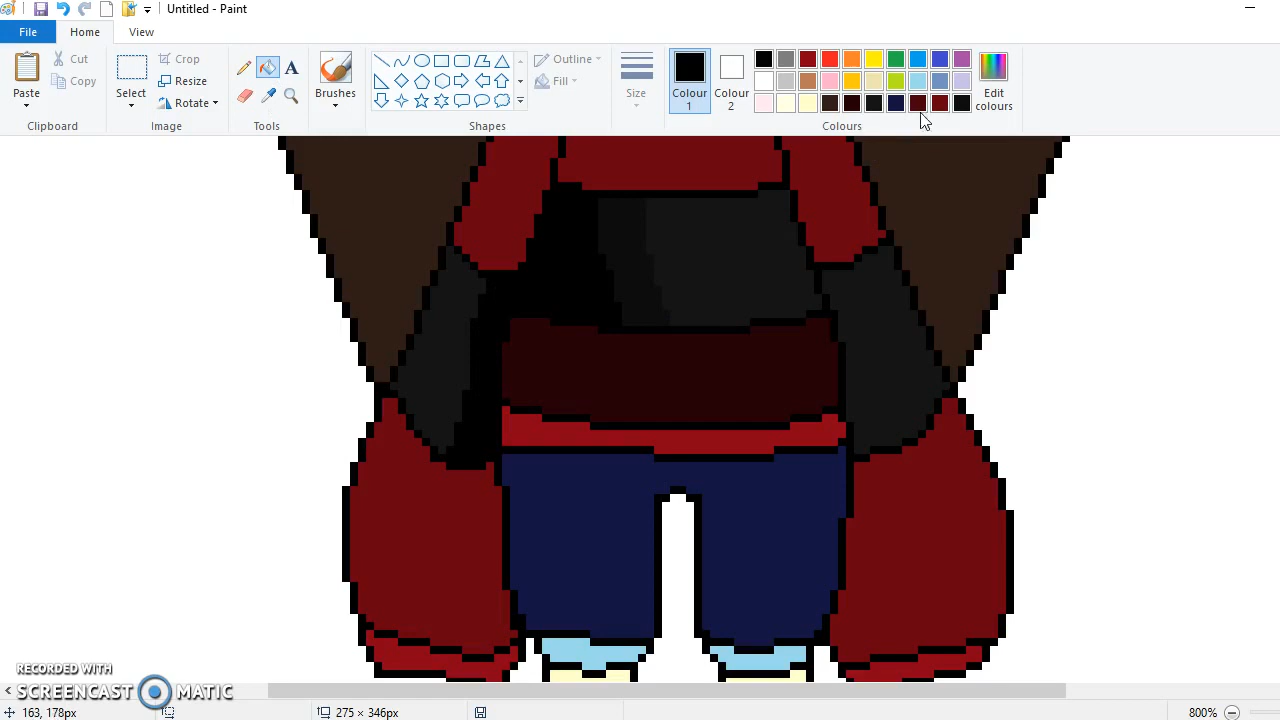 Untitled - Paint
File Home View
Paste
Cut
Copy
Clipboard
Select
Crop
Resize
Rotate
Image
A
Tools
Brushes
Outline
Fill
Shapes
Size
Colour 1
Colour 2
Edit colours
Colours
RECORDED WITH
SCREENCAST MATIC
163, 178px
275 × 346px
800%